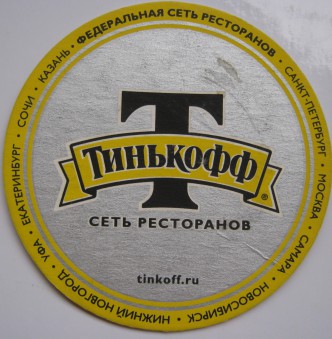 ФЕДЕРАЛЬНАЯ СЕТЬ РЕСТОРАНОВ • САНКТ-ПЕТЕРБУРГ • МОСКВА • САМАРА • НОВОСИБИРСК • НИЖНИЙ НОВГОРОД • УФА • ЕКАТЕРИНБУРГ • СОЧИ • КАЗАНЬ •
Т
ТИНЬКОФФ ®
СЕТЬ РЕСТОРАНОВ
tinkoff.ru